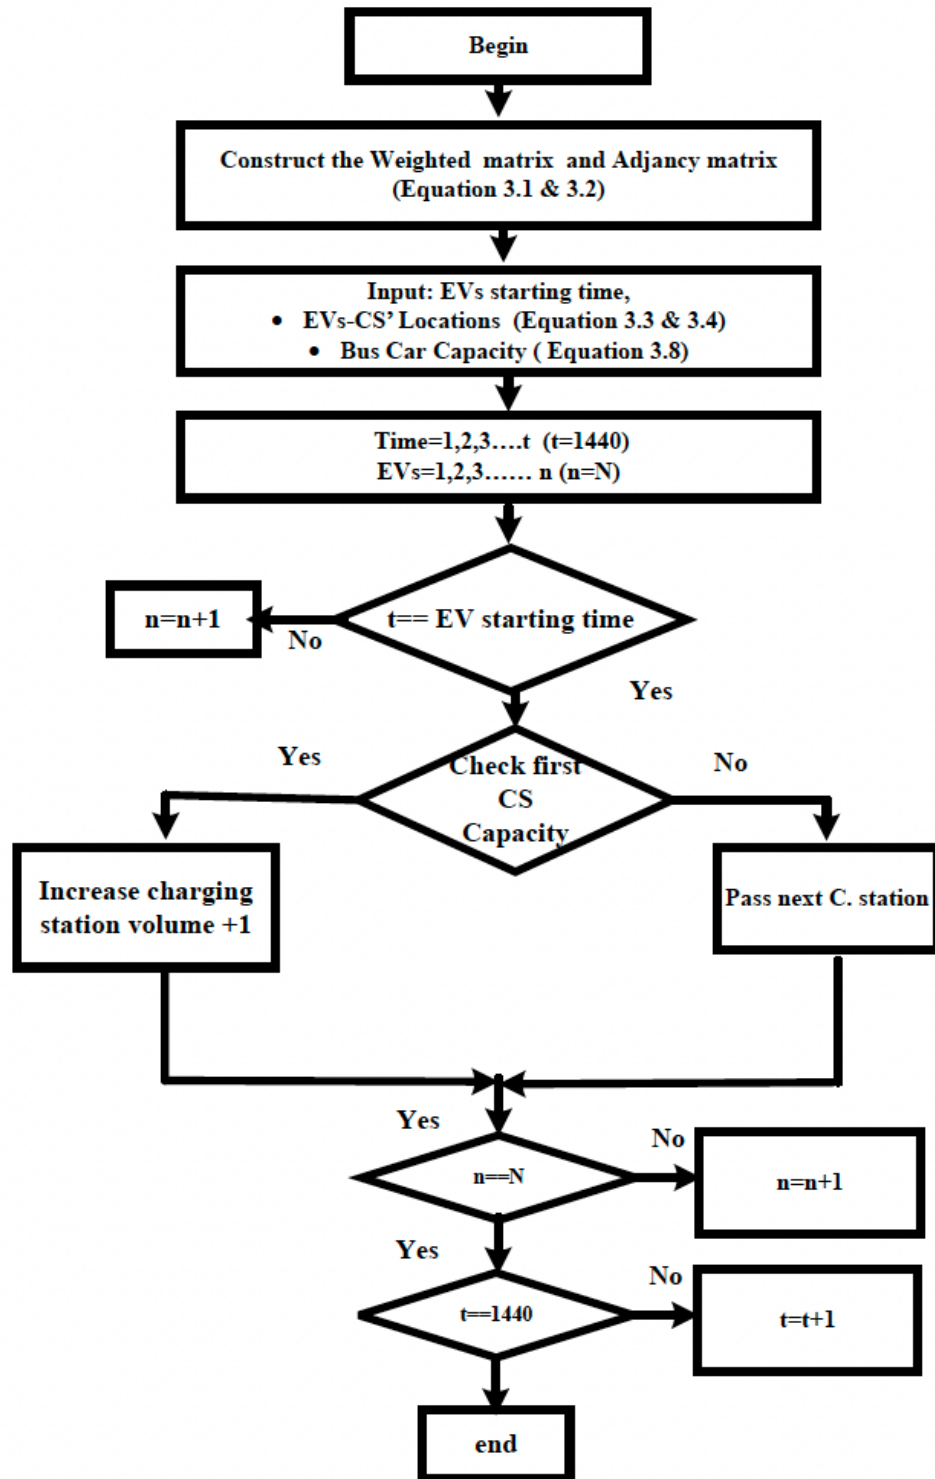 Begin
Construct the Weighted matrix and Adjancy matrix
(Equation 3.1 & 3.2)
Input: EVs starting time,
• EVs-CS’ Locations (Equation 3.3 & 3.4)
• Bus Car Capacity ( Equation 3.8)
Time=1,2,3....t (t=1440)
EVs=1,2,3...... n (n=N)
t== EV starting time
n=n+1
No
Yes
Yes
Check first
CS
Capacity
No
Increase charging
station volume +1
Pass next C. station
Yes
n==N
No
n=n+1
Yes
t==1440
No
t=t+1
end